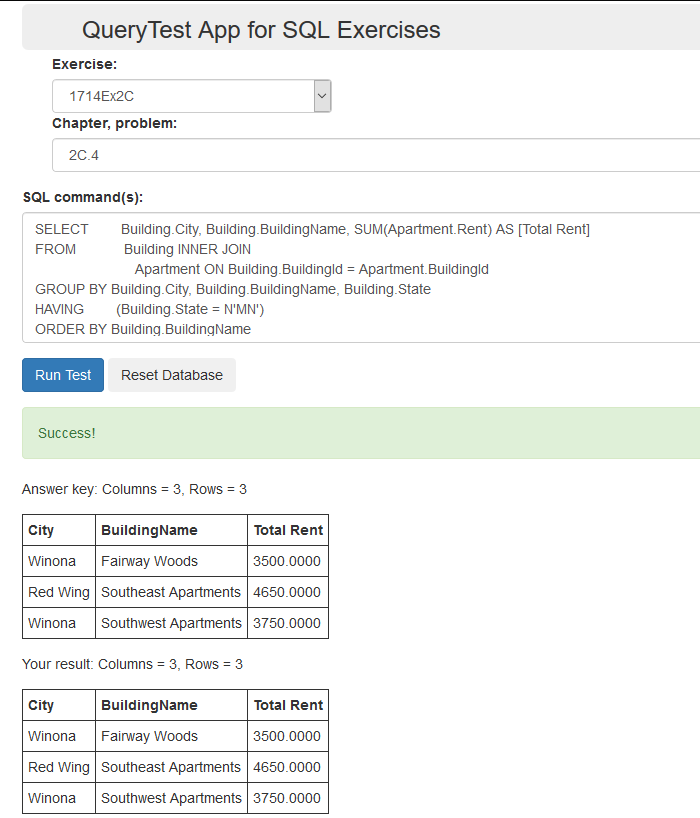 QueryTest App for SQL Exercises
Exercise:
1714Ex2C
Chapter, problem:
2C.4
SQL command(s):
SELECT Building.City, Building.BuildingName, SUM(Apartment.Rent) AS [Total Rent]
FROM Building INNER JOIN
Apartment ON Building.BuildingId = Apartment.BuildingId
GROUP BY Building.City, Building.BuildingName, Building.State
HAVING (Building.State = N'MN')
ORDER BY Building.BuildingName
Run Test Reset Database
Success!
Answer key: Columns = 3, Rows = 3
City BuildingName Total Rent
Winona Fairway Woods 3500.0000
Red Wing Southeast Apartments 4650.0000
Winona Southwest Apartments 3750.0000
Your result: Columns = 3, Rows = 3
City BuildingName Total Rent
Winona Fairway Woods 3500.0000
Red Wing Southeast Apartments 4650.0000
Winona Southwest Apartments 3750.0000